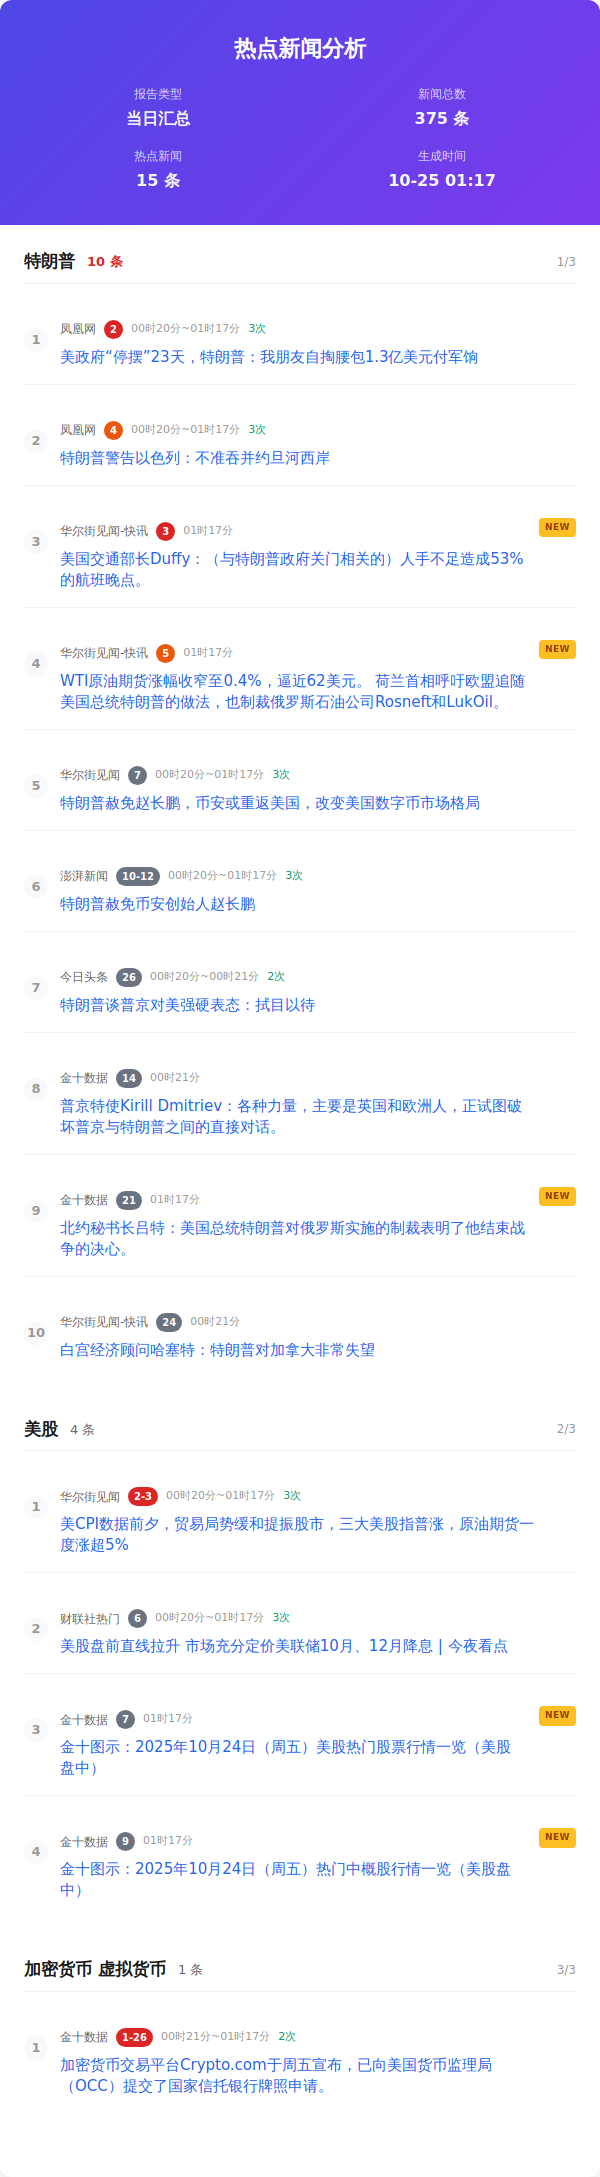 热点新闻分析
报告类型
新闻总数
当日汇总
375 条
热点新闻
生成时间
15 条
10-25 01:17
特朗普 10 条 1/3
1 凤凰网 2 00时20分~01时17分 3次
美政府“停摆”23天，特朗普：我朋友自掏腰包1.3亿美元付军饷
2 凤凰网 4 00时20分~01时17分 3次
特朗普警告以色列：不准吞并约旦河西岸
3 华尔街见闻-快讯 3 01时17分 NEW
美国交通部长Duffy：（与特朗普政府关门相关的）人手不足造成53%
的航班晚点。
4 华尔街见闻-快讯 5 01时17分 NEW
WTI原油期货涨幅收窄至0.4%，逼近62美元。 荷兰首相呼吁欧盟追随
美国总统特朗普的做法，也制裁俄罗斯石油公司Rosneft和LukOil。
5 华尔街见闻 7 00时20分~01时17分 3次
特朗普赦免赵长鹏，币安或重返美国，改变美国数字币市场格局
6 澎湃新闻 10-12 00时20分~01时17分 3次
特朗普赦免币安创始人赵长鹏
7 今日头条 26 00时20分~00时21分 2次
特朗普谈普京对美强硬表态：拭目以待
8 金十数据 14 00时21分
普京特使Kirill Dmitriev：各种力量，主要是英国和欧洲人，正试图破
坏普京与特朗普之间的直接对话。
9 金十数据 21 01时17分 NEW
北约秘书长吕特：美国总统特朗普对俄罗斯实施的制裁表明了他结束战
争的决心。
10 华尔街见闻-快讯 24 00时21分
白宫经济顾问哈塞特：特朗普对加拿大非常失望
美股 4 条 2/3
1 华尔街见闻 2-3 00时20分~01时17分 3次
美CPI数据前夕，贸易局势缓和提振股市，三大美股指普涨，原油期货一
度涨超5%
2 财联社热门 6 00时20分~01时17分 3次
美股盘前直线拉升 市场充分定价美联储10月、12月降息 | 今夜看点
3 金十数据 7 01时17分 NEW
金十图示：2025年10月24日（周五）美股热门股票行情一览（美股
盘中）
4 金十数据 9 01时17分 NEW
金十图示：2025年10月24日（周五）热门中概股行情一览（美股盘
中）
加密货币 虚拟货币 1 条 3/3
1 金十数据 1-26 00时21分~01时17分 2次
加密货币交易平台Crypto.com于周五宣布，已向美国货币监理局
（OCC）提交了国家信托银行牌照申请。